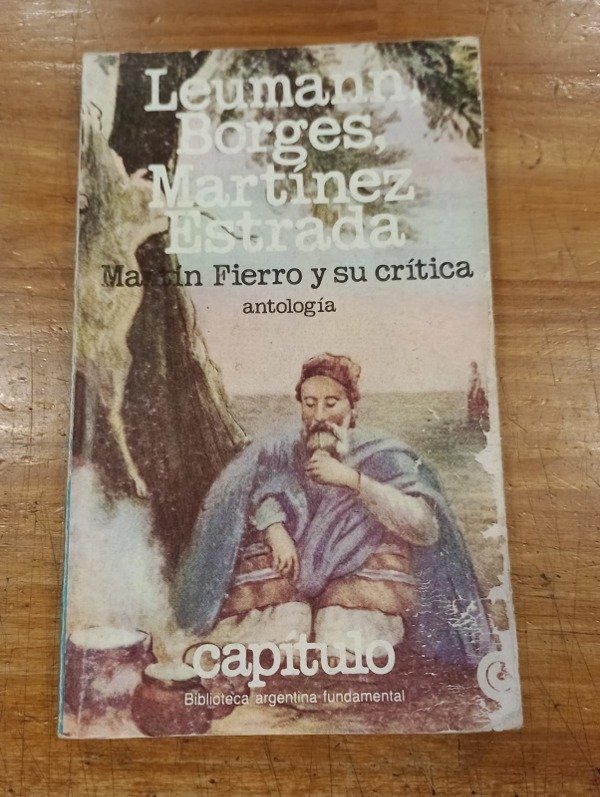 Leumann,
Borges,
Martínez
Estrada
Martín Fierro y su crítica
antología
capítulo
Biblioteca argentina fundamental